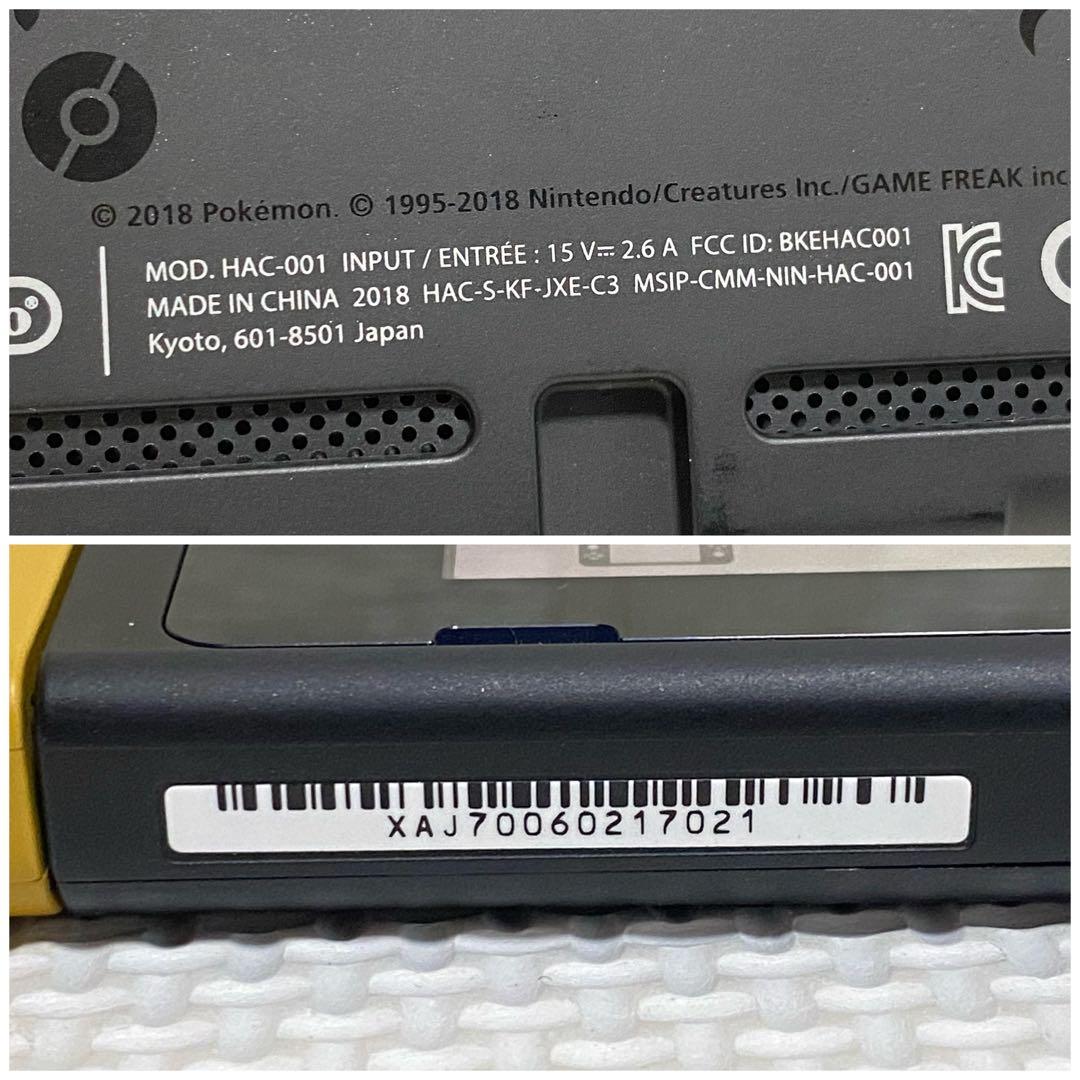 © 2018 Pokémon. © 1995-2018 Nintendo/Creatures Inc./GAME FREAK inc
MOD. HAC-001 INPUT / ENTRÉE : 15 V⎓ 2.6 A FCC ID: BKEHAC001
MADE IN CHINA 2018 HAC-S-KF-JXE-C3 MSIP-CMM-NIN-HAC-001
Kyoto, 601-8501 Japan
XAJ70060217021